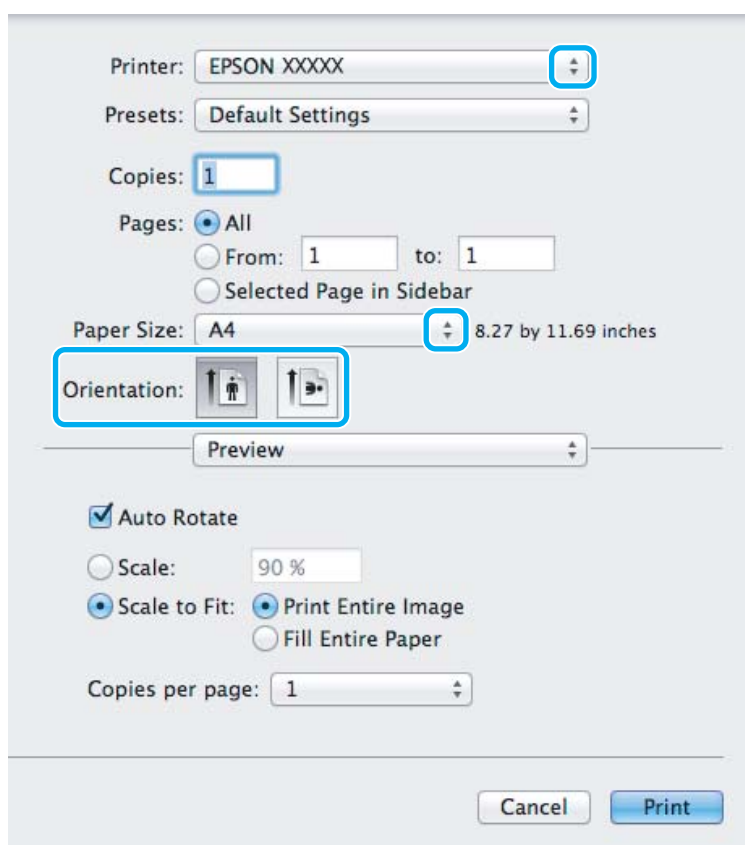 Printer: EPSON XXXXX
Presets: Default Settings
Copies: 1
Pages: All
From: 1 to: 1
Selected Page in Sidebar
Paper Size: A4 8.27 by 11.69 inches
Orientation:
Preview
Auto Rotate
Scale: 90 %
Scale to Fit: Print Entire Image
Fill Entire Paper
Copies per page: 1
Cancel Print